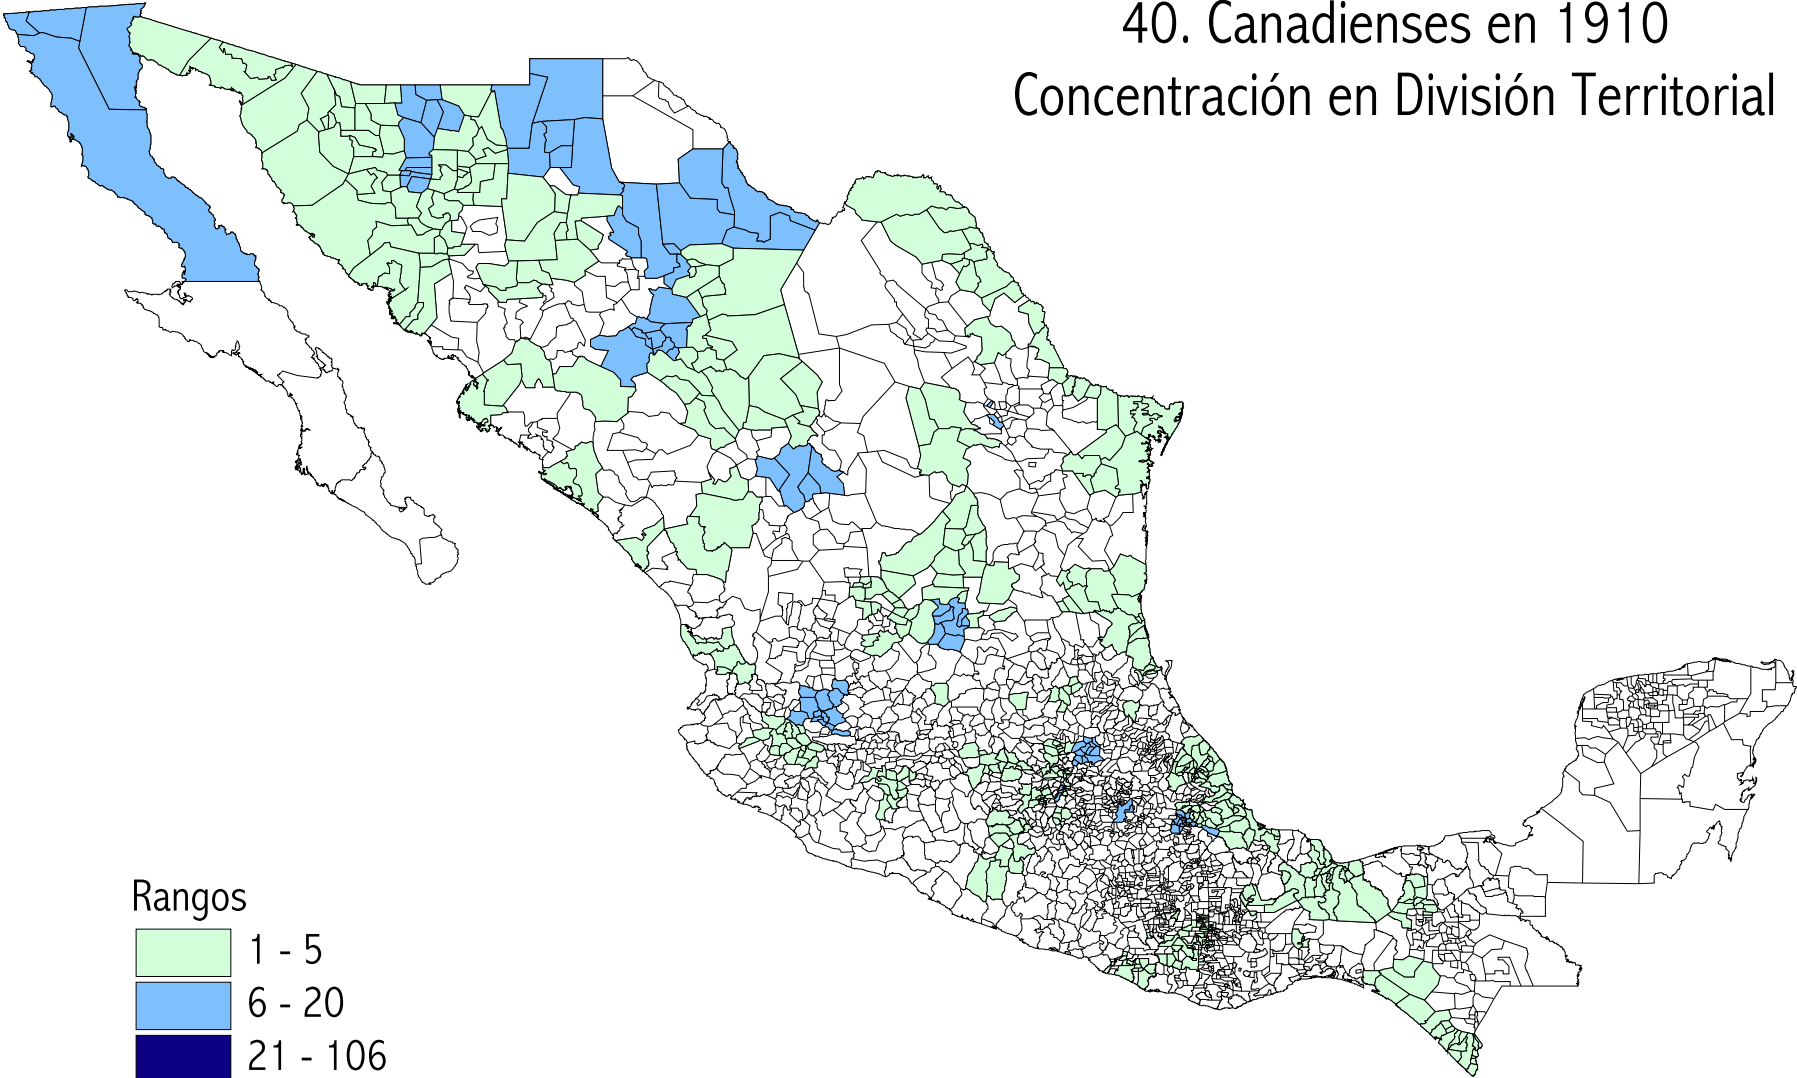 40. Canadienses en 1910
Concentración en División Territorial
Rangos
1 - 5
6 - 20
21 - 106